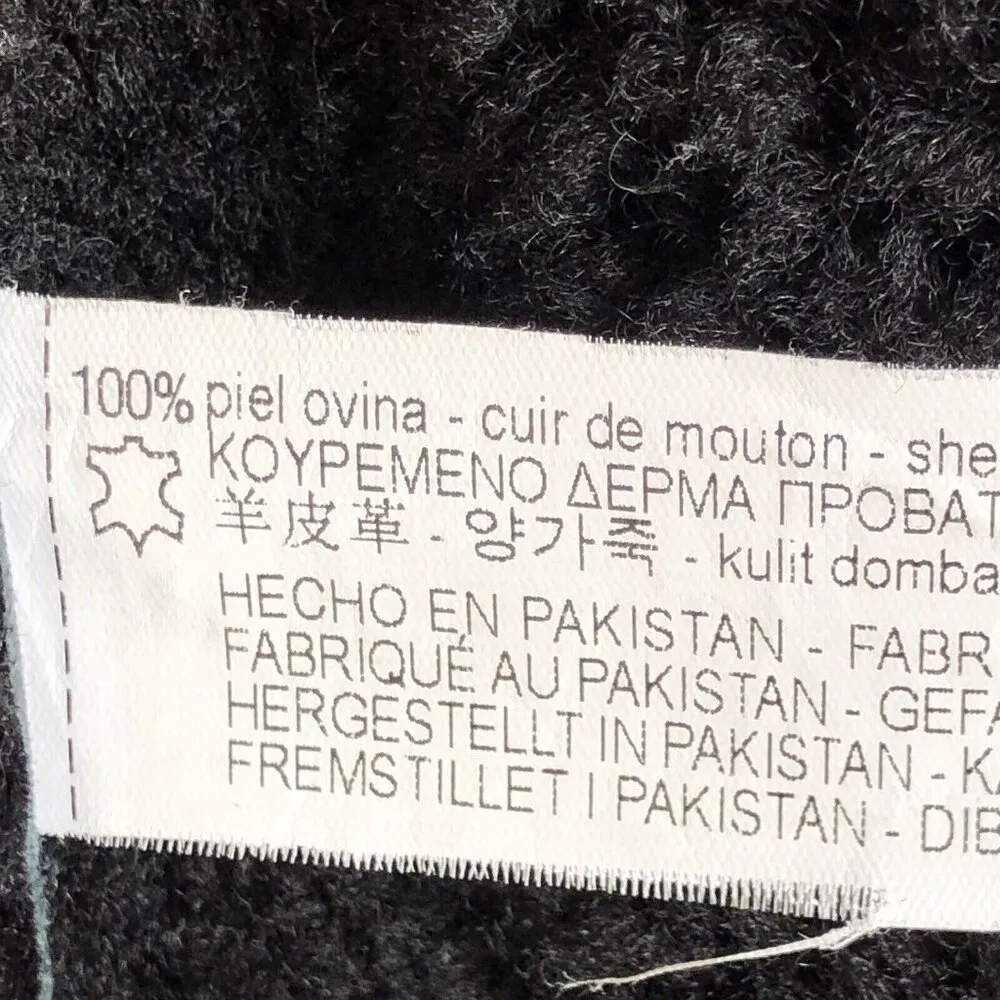 100% piel ovina - cuir de mouton - she
ΚΟΥΡΕΜΕΝΟ ΔΕΡΜΑ ΠΡΟΒΑΤ
羊皮革 - 양가죽 - kulit domba
HECHO EN PAKISTAN - FABR
FABRIQUÉ AU PAKISTAN - GEFA
HERGESTELLT IN PAKISTAN - KA
FREMSTILLET I PAKISTAN - DIB